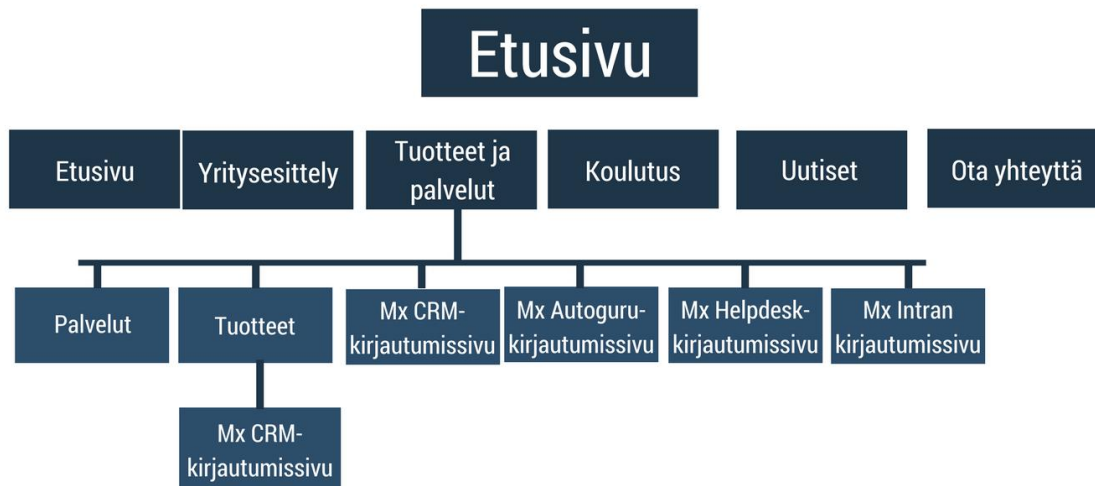 Etusivu
Etusivu
Yritysesittely
Tuotteet ja
palvelut
Koulutus
Uutiset
Ota yhteyttä
Palvelut
Tuotteet
Mx CRM-
kirjautumissivu
Mx Autoguru-
kirjautumissivu
Mx Helpdesk-
kirjautumissivu
Mx Intran
kirjautumissivu
Mx CRM-
kirjautumissivu